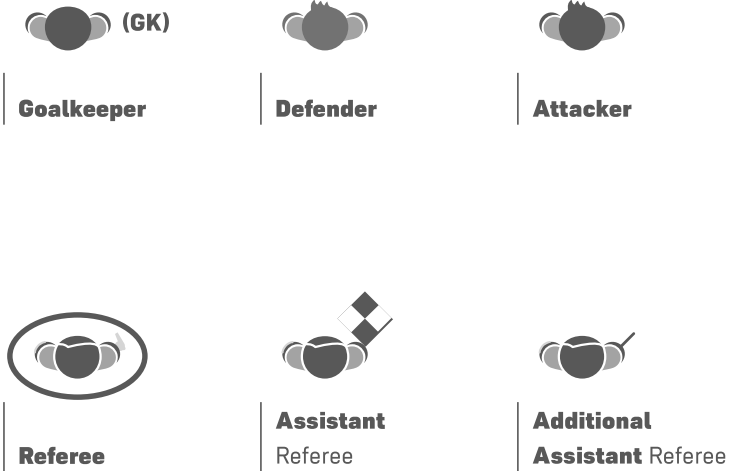 (GK)
Goalkeeper
Defender
Attacker
Referee
Assistant
Referee
Additional
Assistant Referee